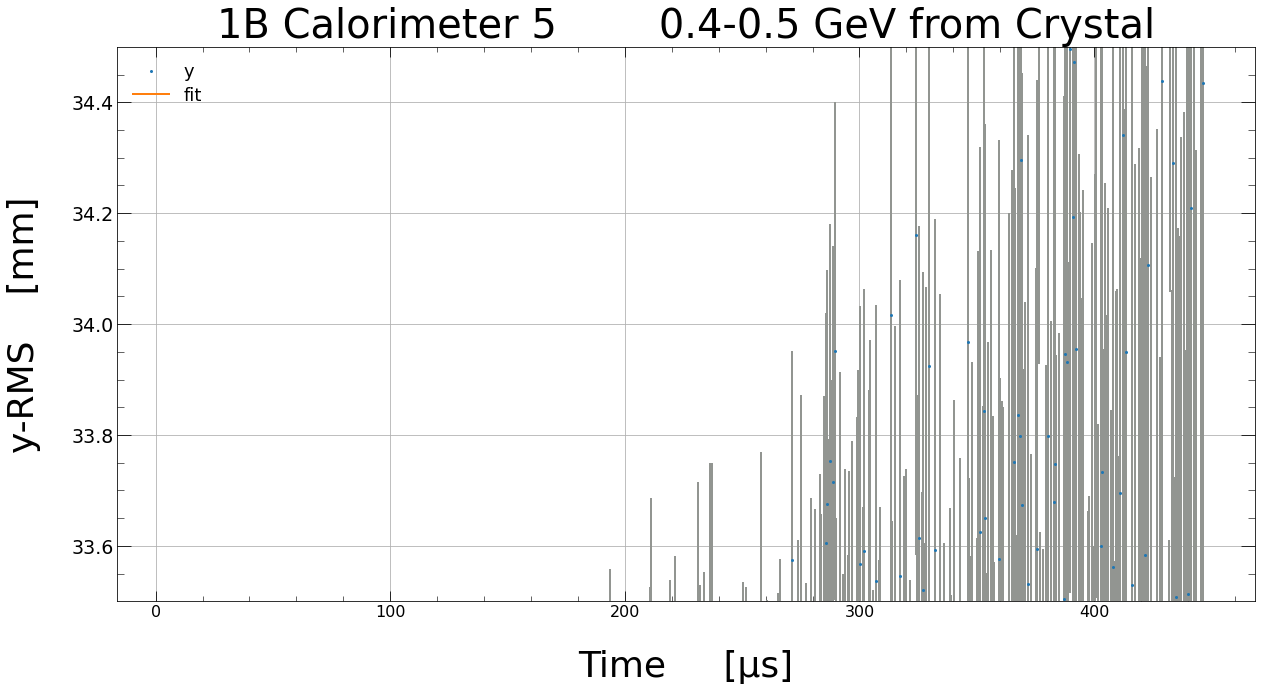 1B Calorimeter 5 0.4-0.5 GeV from Crystal
y
fit
34.4
34.2
34.0
33.8
33.6
y-RMS [mm]
0 100 200 300 400
Time [μs]